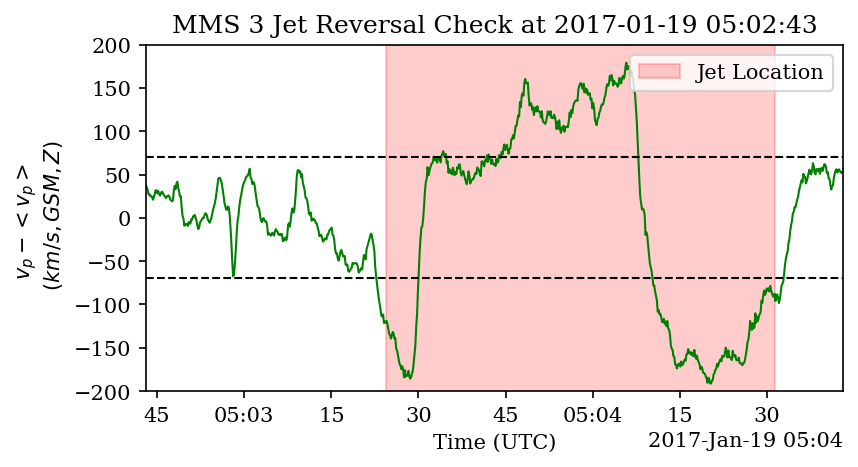 MMS 3 Jet Reversal Check at 2017-01-19 05:02:43
200
150
100
50
0
−50
−100
−150
−200
v_p − <v_p>
(km/s, GSM, Z)
Jet Location
45 05:03 15 30 45 05:04 15 30
Time (UTC)
2017-Jan-19 05:04